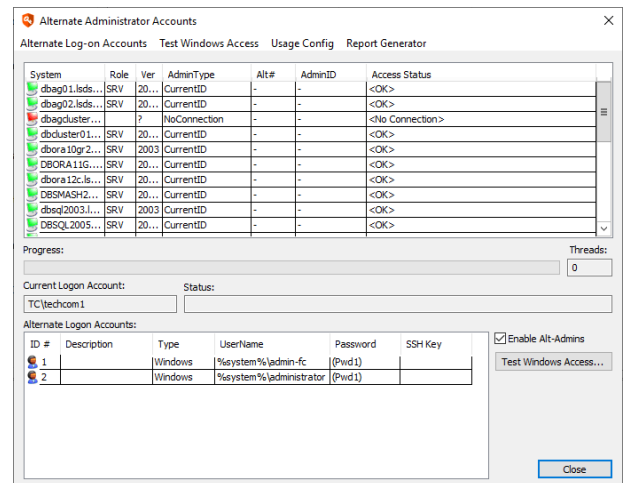 Alternate Administrator Accounts
Alternate Log-on Accounts Test Windows Access Usage Config Report Generator
System Role Ver AdminType Alt# AdminID Access Status
dbag01.lsds... SRV 20... CurrentID - - <OK>
dbag02.lsds... SRV 20... CurrentID - - <OK>
dbagcluster... ? NoConnection - - <No Connection>
dbcluster01... SRV 20... CurrentID - - <OK>
dbora10gr2... SRV 2003 CurrentID - - <OK>
DBORA11G.... SRV 20... CurrentID - - <OK>
dbora12c.ls... SRV 20... CurrentID - - <OK>
DBSMASH2... SRV 20... CurrentID - - <OK>
dbsql2003.l... SRV 2003 CurrentID - - <OK>
DBSQL2005... SRV 20... CurrentID - - <OK>
Progress: Threads:
0
Current Logon Account: Status:
TC\techcom1
Alternate Logon Accounts:
ID # Description Type UserName Password SSH Key
1 Windows %system%\admin-fc (Pwd1)
2 Windows %system%\administrator (Pwd1)
Enable Alt-Admins
Test Windows Access...
Close